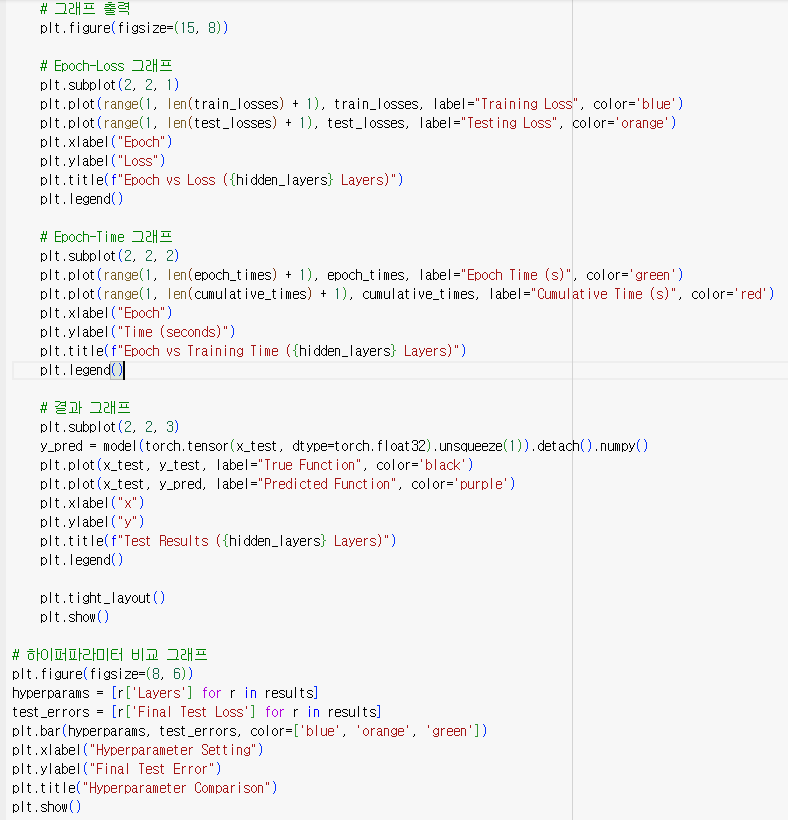 # 그래프 출력
plt.figure(figsize=(15, 8))
# Epoch-Loss 그래프
plt.subplot(2, 2, 1)
plt.plot(range(1, len(train_losses) + 1), train_losses, label="Training Loss", color='blue')
plt.plot(range(1, len(test_losses) + 1), test_losses, label="Testing Loss", color='orange')
plt.xlabel("Epoch")
plt.ylabel("Loss")
plt.title(f"Epoch vs Loss ({hidden_layers} Layers)")
plt.legend()
# Epoch-Time 그래프
plt.subplot(2, 2, 2)
plt.plot(range(1, len(epoch_times) + 1), epoch_times, label="Epoch Time (s)", color='green')
plt.plot(range(1, len(cumulative_times) + 1), cumulative_times, label="Cumulative Time (s)", color='red')
plt.xlabel("Epoch")
plt.ylabel("Time (seconds)")
plt.title(f"Epoch vs Training Time ({hidden_layers} Layers)")
plt.legend()
# 결과 그래프
plt.subplot(2, 2, 3)
y_pred = model(torch.tensor(x_test, dtype=torch.float32).unsqueeze(1)).detach().numpy()
plt.plot(x_test, y_test, label="True Function", color='black')
plt.plot(x_test, y_pred, label="Predicted Function", color='purple')
plt.xlabel("x")
plt.ylabel("y")
plt.title(f"Test Results ({hidden_layers} Layers)")
plt.legend()
plt.tight_layout()
plt.show()
# 하이퍼파라미터 비교 그래프
plt.figure(figsize=(8, 6))
hyperparams = [r['Layers'] for r in results]
test_errors = [r['Final Test Loss'] for r in results]
plt.bar(hyperparams, test_errors, color=['blue', 'orange', 'green'])
plt.xlabel("Hyperparameter Setting")
plt.ylabel("Final Test Error")
plt.title("Hyperparameter Comparison")
plt.show()